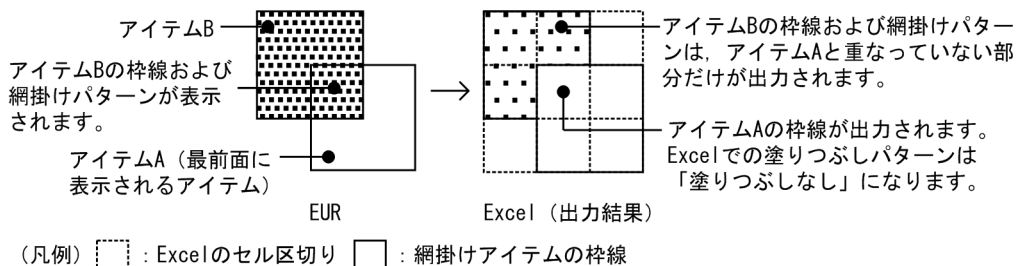 アイテムB
アイテムBの枠線および
網掛けパターンが表示
されます。
アイテムA（最前面に
表示されるアイテム）
EUR
アイテムBの枠線および網掛けパター
ンは，アイテムAと重なっていない部
分だけが出力されます。
アイテムAの枠線が出力されます。
Excelでの塗りつぶしパターンは
「塗りつぶしなし」になります。
Excel（出力結果）
（凡例） ：Excelのセル区切り ：網掛けアイテムの枠線